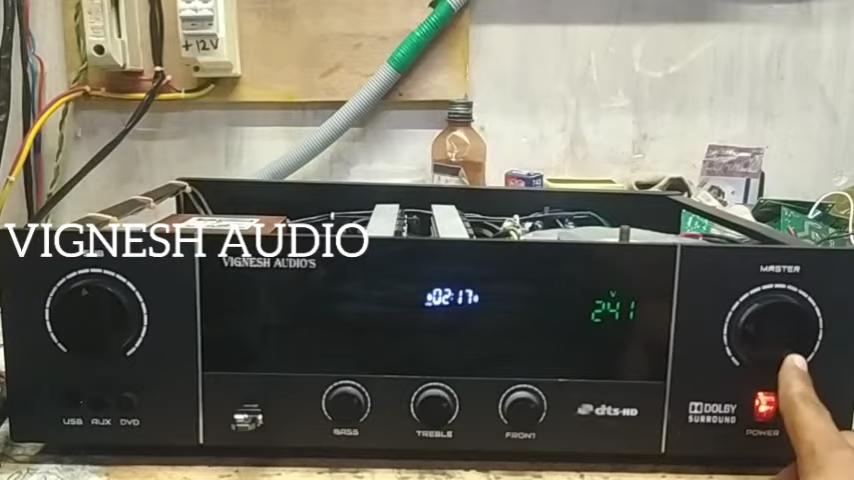 +12V
VIGNESH AUDIO
VIGNESH AUDIO'S
MASTER
02:17
V
241
USB AUX DVD
BASS
TREBLE
FRONT
dts-HD
DOLBY
SURROUND
POWER